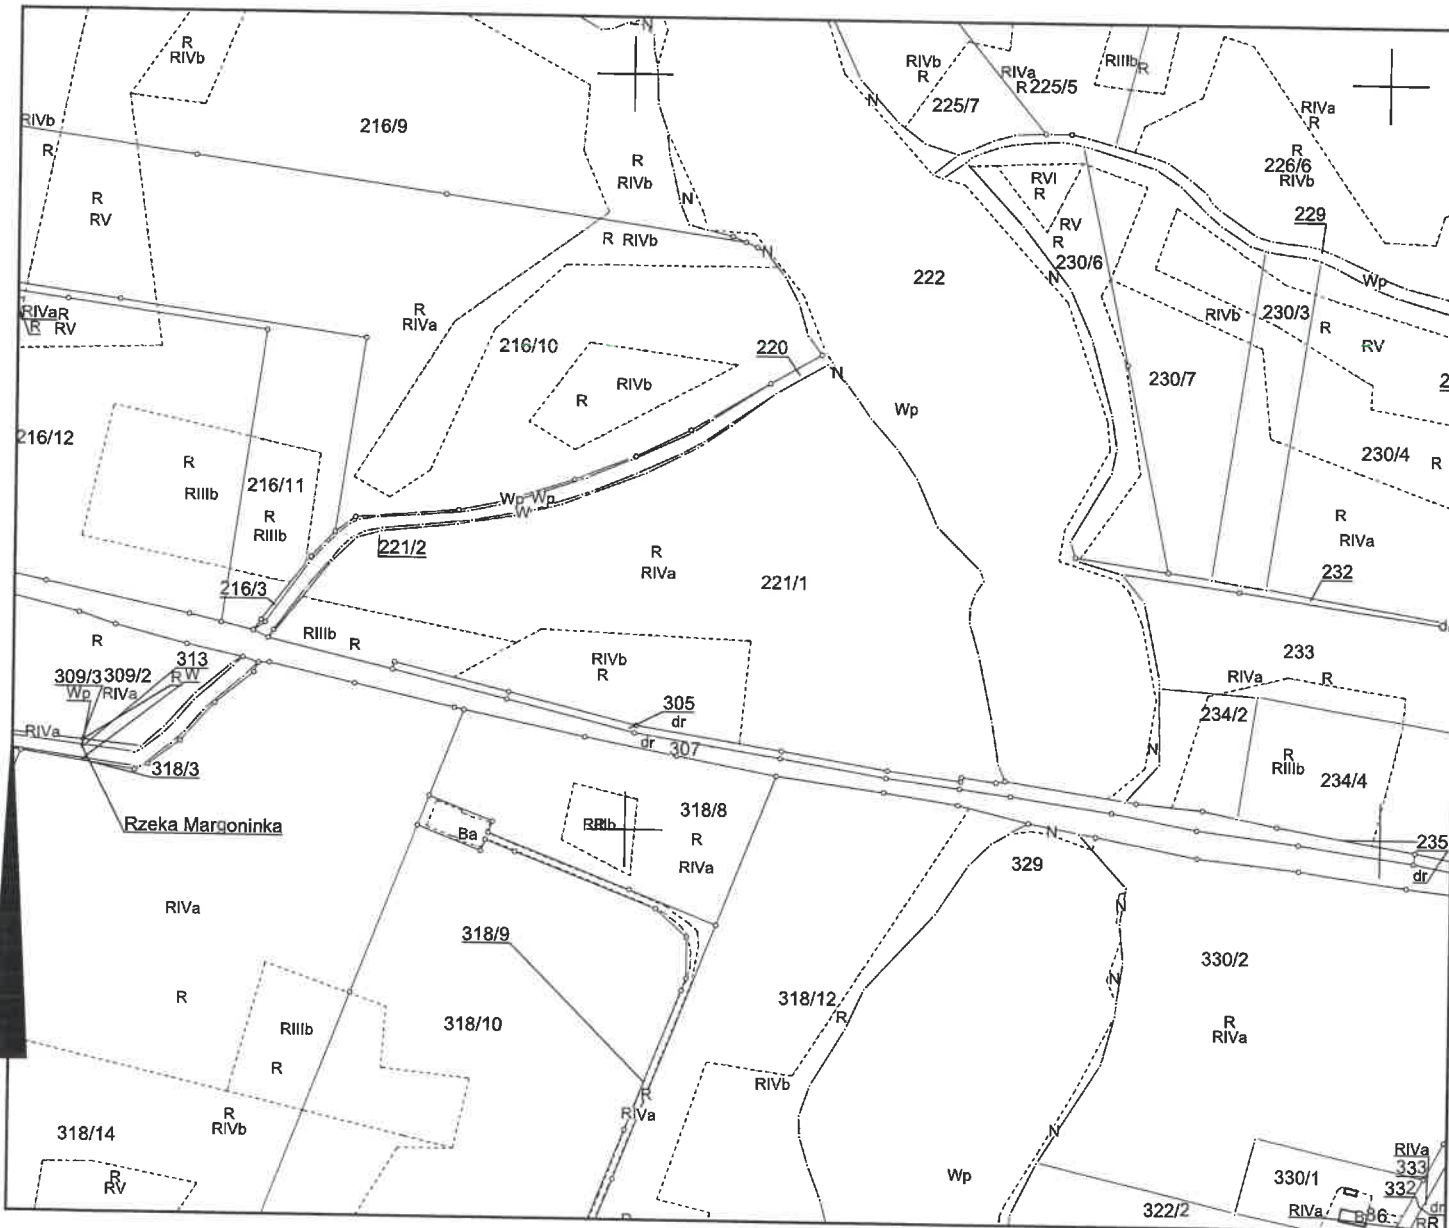 N
R
RIVb
RIVb
R
RIVa
R
225/5
RIIIb
R
225/7
N
RIVa
R
RIVb
R
216/9
R
RIVb
R
226/6
RIVb
RVI
R
R
RV
N
RV
R
229
R RIVb
N
230/6
N
222
Wp
RIVa
R
R
RV
R
RIVa
RIVb
230/3
R
216/10
220
RV
RIVb
R
N
230/7
Wp
216/12
R
RIIIb
216/11
R
RIIIb
230/4
R
Wp
Wp
W
R
RIVa
221/2
R
RIVa
221/1
216/3
232
RIIIb
R
R
RIVb
R
233
313
309/3
309/2
R
W
Wp
RIVa
RIVa
R
305
dr
234/2
RIVa
dr
307
N
R
RIIIb
234/4
318/3
Rzeka Margoninka
318/8
R
RIVa
Ba
N
329
235
dr
RIVa
N
318/9
330/2
N
R
318/12
R
R
RIVa
318/10
RIIIb
R
RIVb
R
RIVa
R
RIVb
318/14
N
R
RV
Wp
RIVa
333
330/1
332
RIVa
322/2
dr